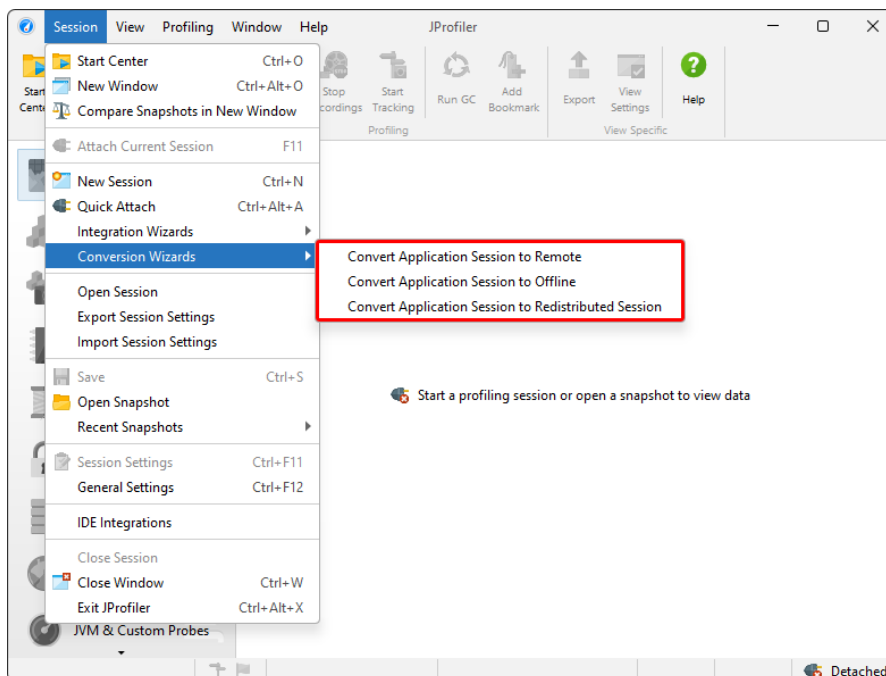 Session View Profiling Window Help JProfiler
Start Center Ctrl+O
New Window Ctrl+Alt+O
Compare Snapshots in New Window
Attach Current Session F11
New Session Ctrl+N
Quick Attach Ctrl+Alt+A
Integration Wizards
Conversion Wizards
Open Session
Export Session Settings
Import Session Settings
Save Ctrl+S
Open Snapshot
Recent Snapshots
Session Settings Ctrl+F11
General Settings Ctrl+F12
IDE Integrations
Close Session
Close Window Ctrl+W
Exit JProfiler Ctrl+Alt+X
JVM & Custom Probes
Stop
Start
Tracking
Run GC
Add
Bookmark
Export
View
Settings
Help
Profiling
View Specific
Convert Application Session to Remote
Convert Application Session to Offline
Convert Application Session to Redistributed Session
Start a profiling session or open a snapshot to view data
Detached